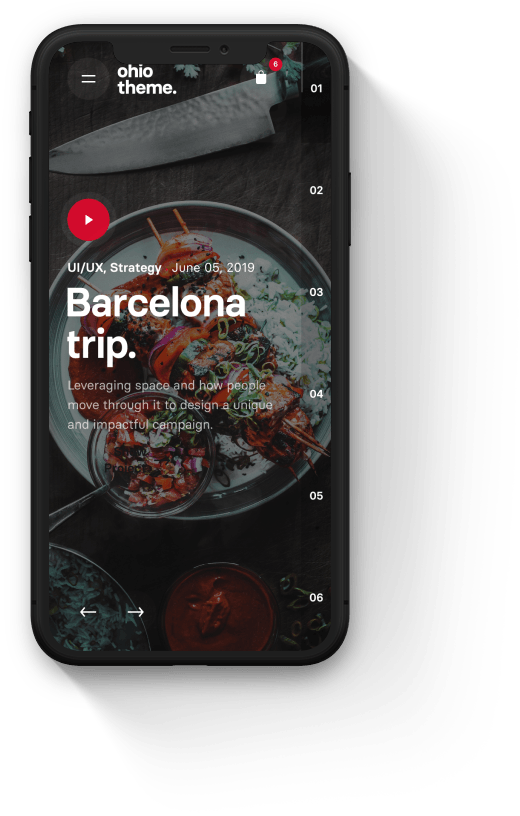 ohio
theme.
6
01
02
UI/UX, Strategy June 05, 2019
03
Barcelona
trip.
Leveraging space and how people
04
move through it to design a unique
and impactful campaign.
05
06